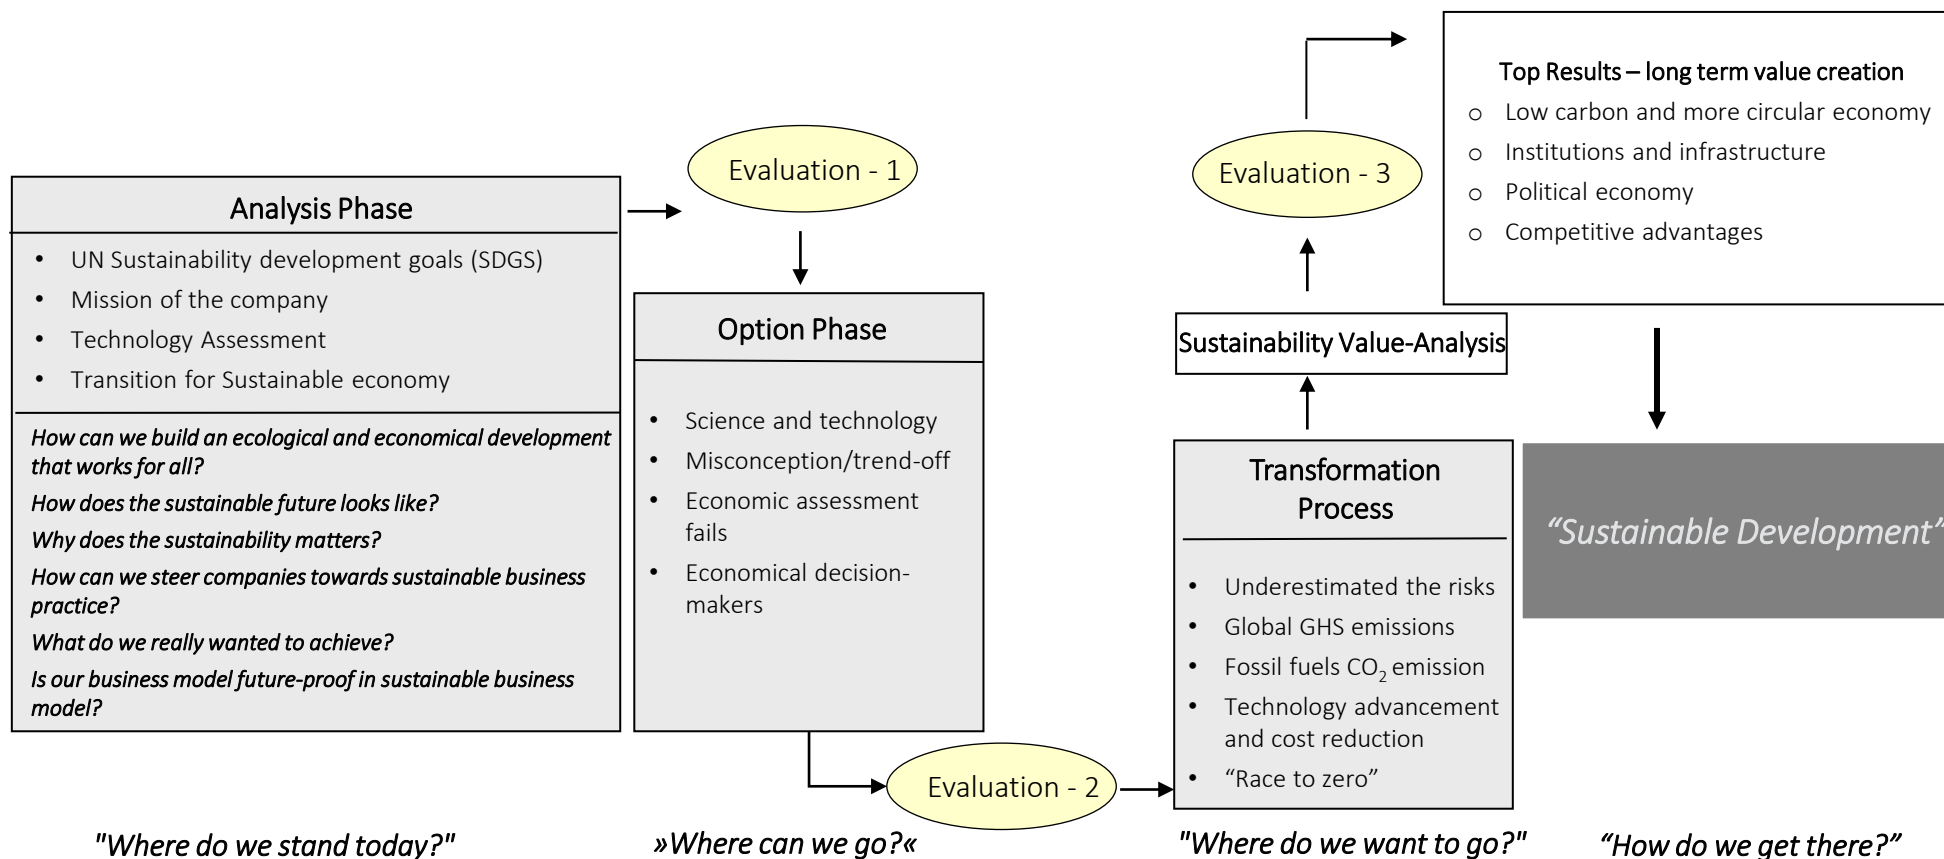 Analysis Phase
• UN Sustainability development goals (SDGS)
• Mission of the company
• Technology Assessment
• Transition for Sustainable economy
How can we build an ecological and economical development
that works for all?
How does the sustainable future looks like?
Why does the sustainability matters?
How can we steer companies towards sustainable business
practice?
What do we really wanted to achieve?
Is our business model future-proof in sustainable business
model?
"Where do we stand today?"
Evaluation - 1
Option Phase
• Science and technology
• Misconception/trend-off
• Economic assessment
fails
• Economical decision-
makers
»Where can we go?«
Evaluation - 2
Transformation
Process
• Underestimated the risks
• Global GHS emissions
• Fossil fuels CO₂ emission
• Technology advancement
and cost reduction
• “Race to zero”
"Where do we want to go?"
Sustainability Value-Analysis
Evaluation - 3
Top Results – long term value creation
o Low carbon and more circular economy
o Institutions and infrastructure
o Political economy
o Competitive advantages
“Sustainable Development”
“How do we get there?”